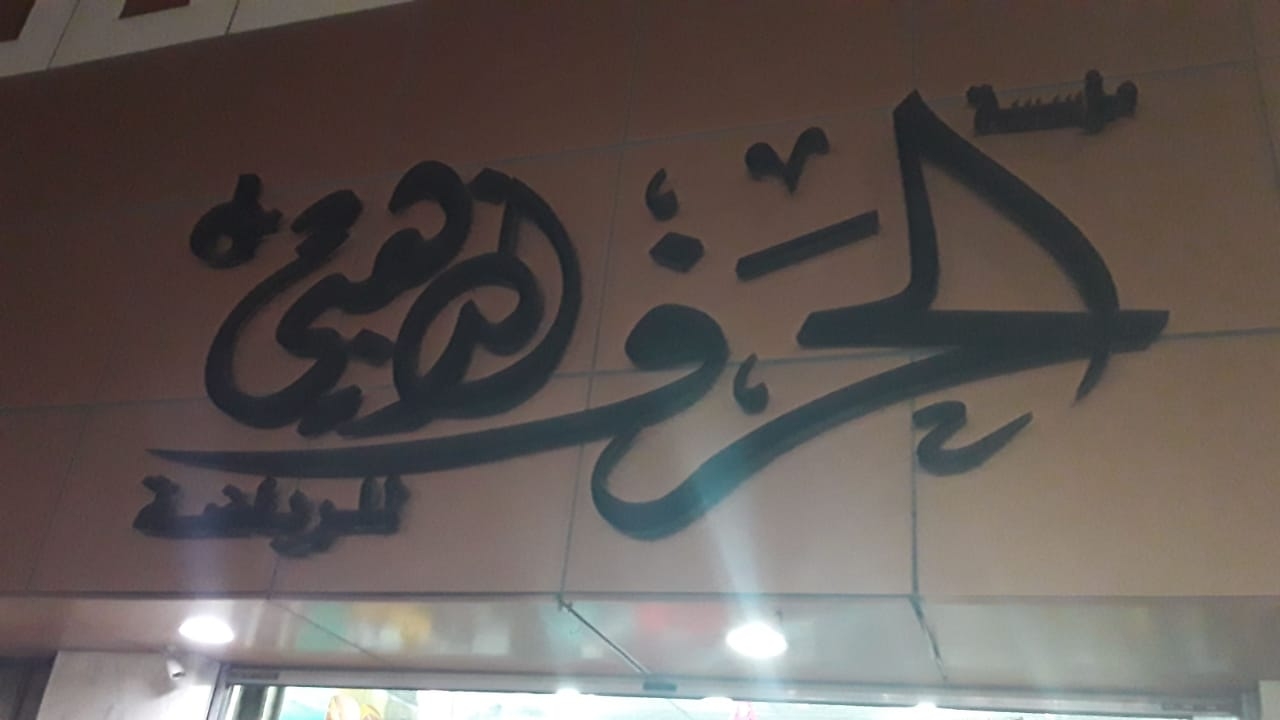 مؤسسة
الحرف الذهبي
للرياضة